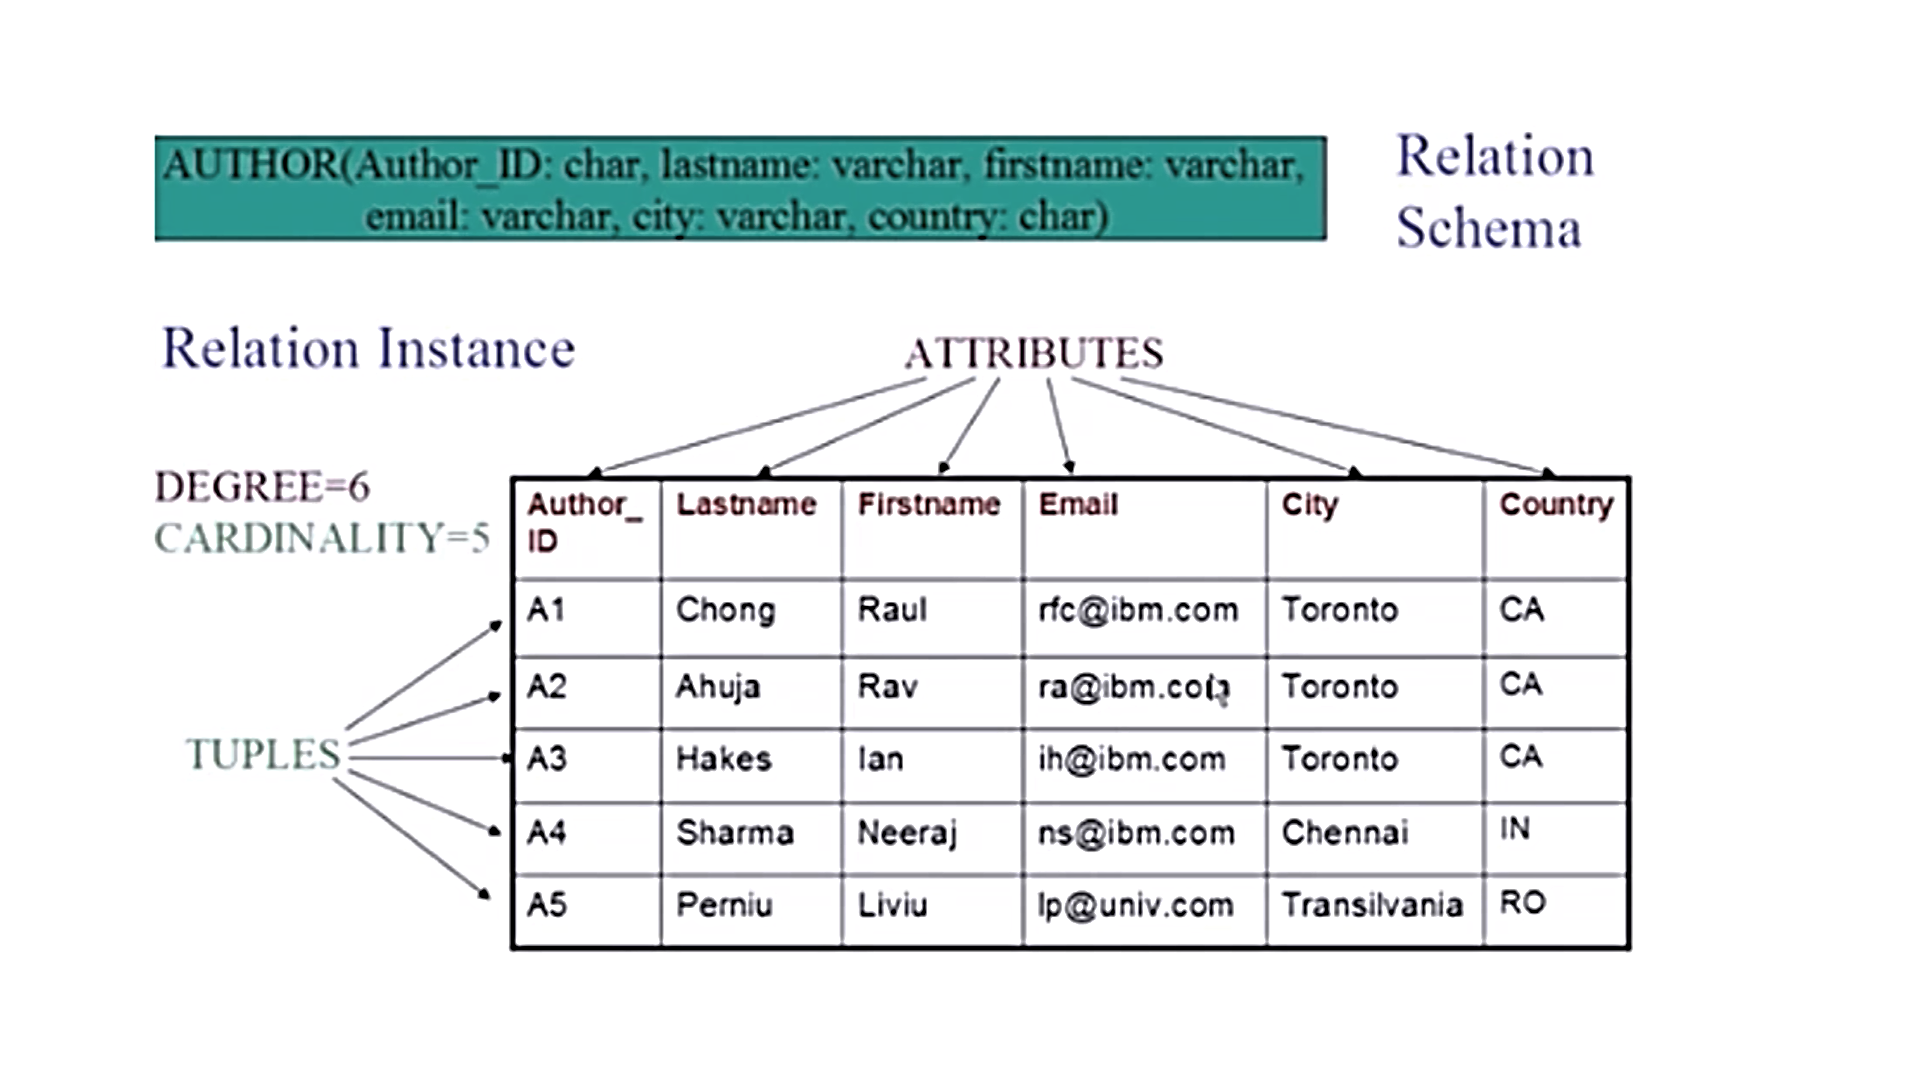 AUTHOR(Author_ID: char, lastname: varchar, firstname: varchar,
email: varchar, city: varchar, country: char)
Relation
Schema
Relation Instance
ATTRIBUTES
DEGREE=6
CARDINALITY=5
TUPLES
Author_ Lastname Firstname Email City Country
ID
A1 Chong Raul rfc@ibm.com Toronto CA
A2 Ahuja Rav ra@ibm.com Toronto CA
A3 Hakes Ian ih@ibm.com Toronto CA
A4 Sharma Neeraj ns@ibm.com Chennai IN
A5 Perniu Liviu lp@univ.com Transilvania RO